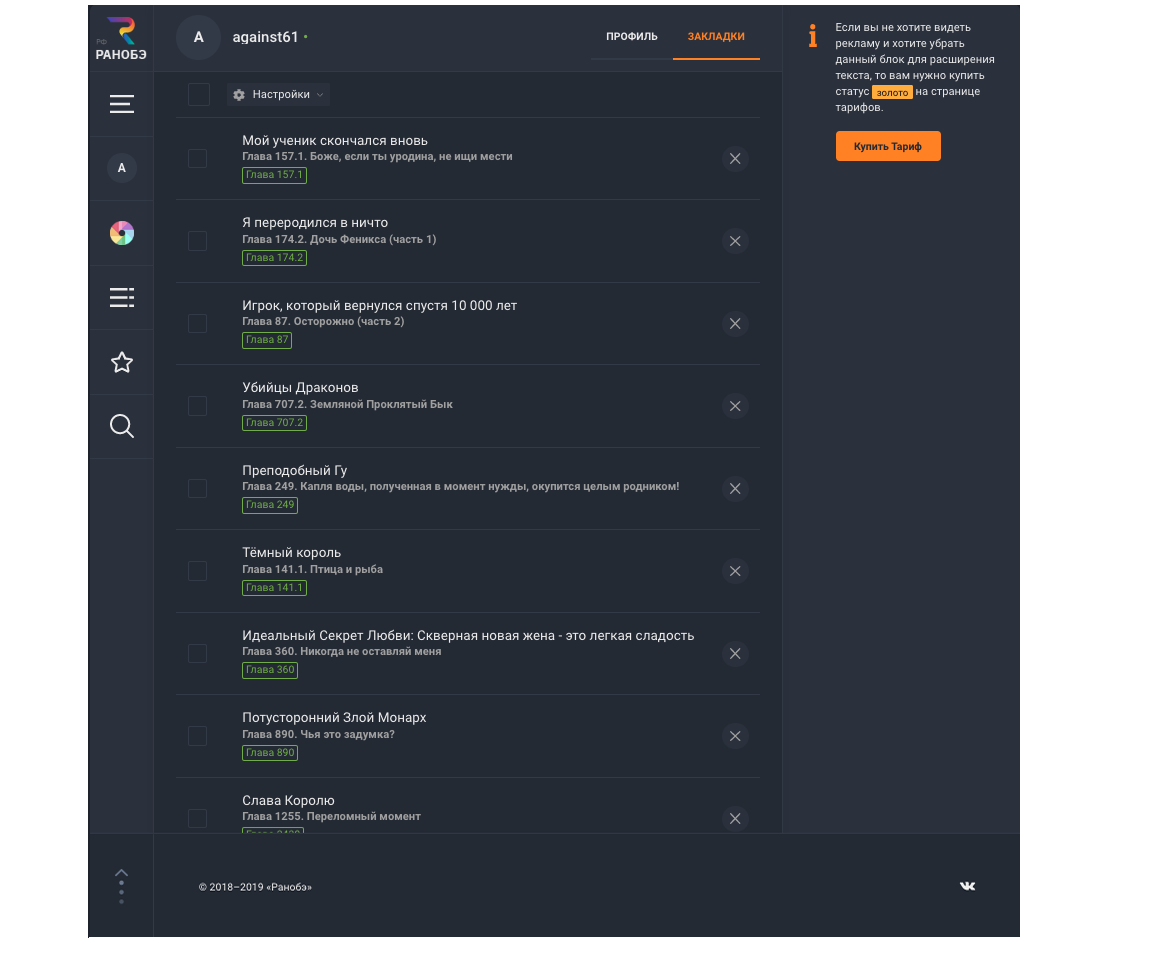 РФ
РАНОБЭ
A
against61
ПРОФИЛЬ
ЗАКЛАДКИ
Настройки
A
Мой ученик скончался вновь
Глава 157.1. Боже, если ты уродина, не ищи мести
Глава 157.1
Я переродился в ничто
Глава 174.2. Дочь Феникса (часть 1)
Глава 174.2
Игрок, который вернулся спустя 10 000 лет
Глава 87. Осторожно (часть 2)
Глава 87
Убийцы Драконов
Глава 707.2. Земляной Проклятый Бык
Глава 707.2
Преподобный Гу
Глава 249. Капля воды, полученная в момент нужды, окупится целым родником!
Глава 249
Тёмный король
Глава 141.1. Птица и рыба
Глава 141.1
Идеальный Секрет Любви: Скверная новая жена - это легкая сладость
Глава 360. Никогда не оставляй меня
Глава 360
Потусторонний Злой Монарх
Глава 890. Чья это задумка?
Глава 890
Слава Королю
Глава 1255. Переломный момент
Глава
Если вы не хотите видеть
рекламу и хотите убрать
данный блок для расширения
текста, то вам нужно купить
статус золото на странице
тарифов.
Купить Тариф
© 2018–2019 «Ранобэ»